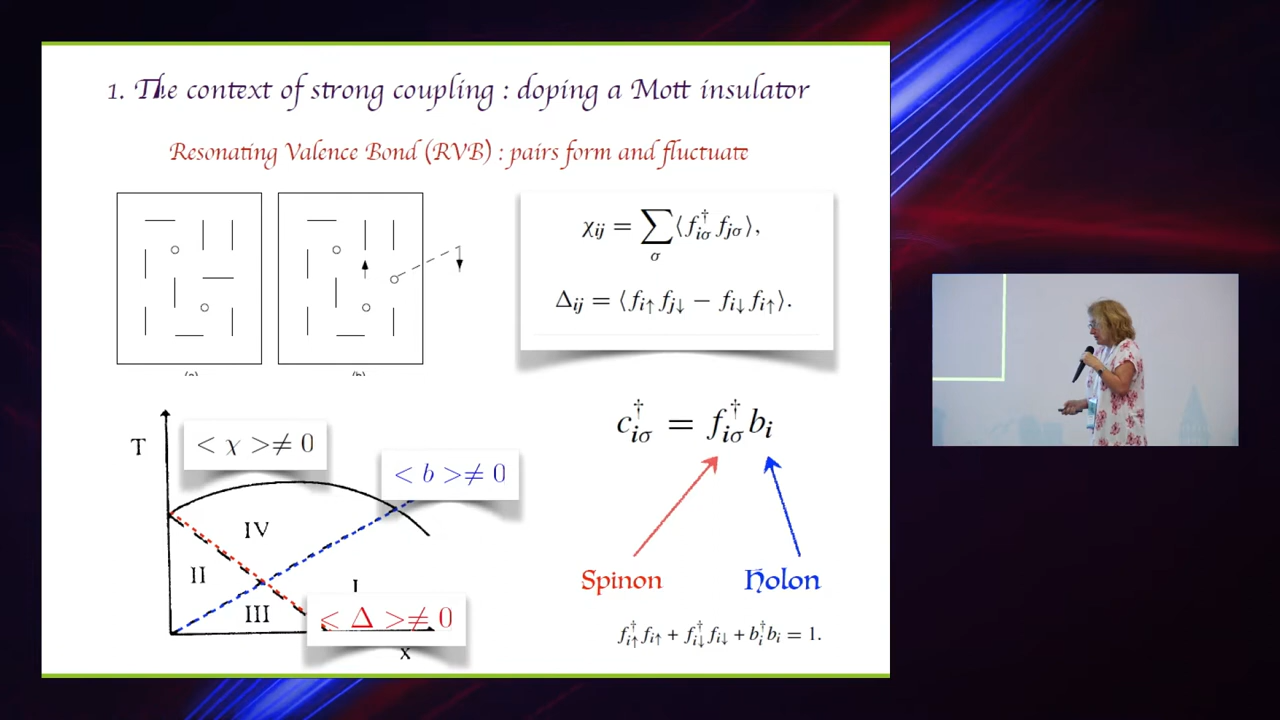 1. The context of strong coupling : doping a Mott insulator
Resonating Valence Bond (RVB) : pairs form and fluctuate
χij = ∑σ ⟨f†iσ fjσ⟩,
Δij = ⟨fi↑ fj↓ − fi↓ fi↑⟩.
T
< χ >≠ 0
< b >≠ 0
IV
II
I
III
< Δ >≠ 0
x
c†iσ = f†iσ bi
Spinon
Holon
f†i↑ fi↑ + f†i↓ fi↓ + b†i bi = 1.